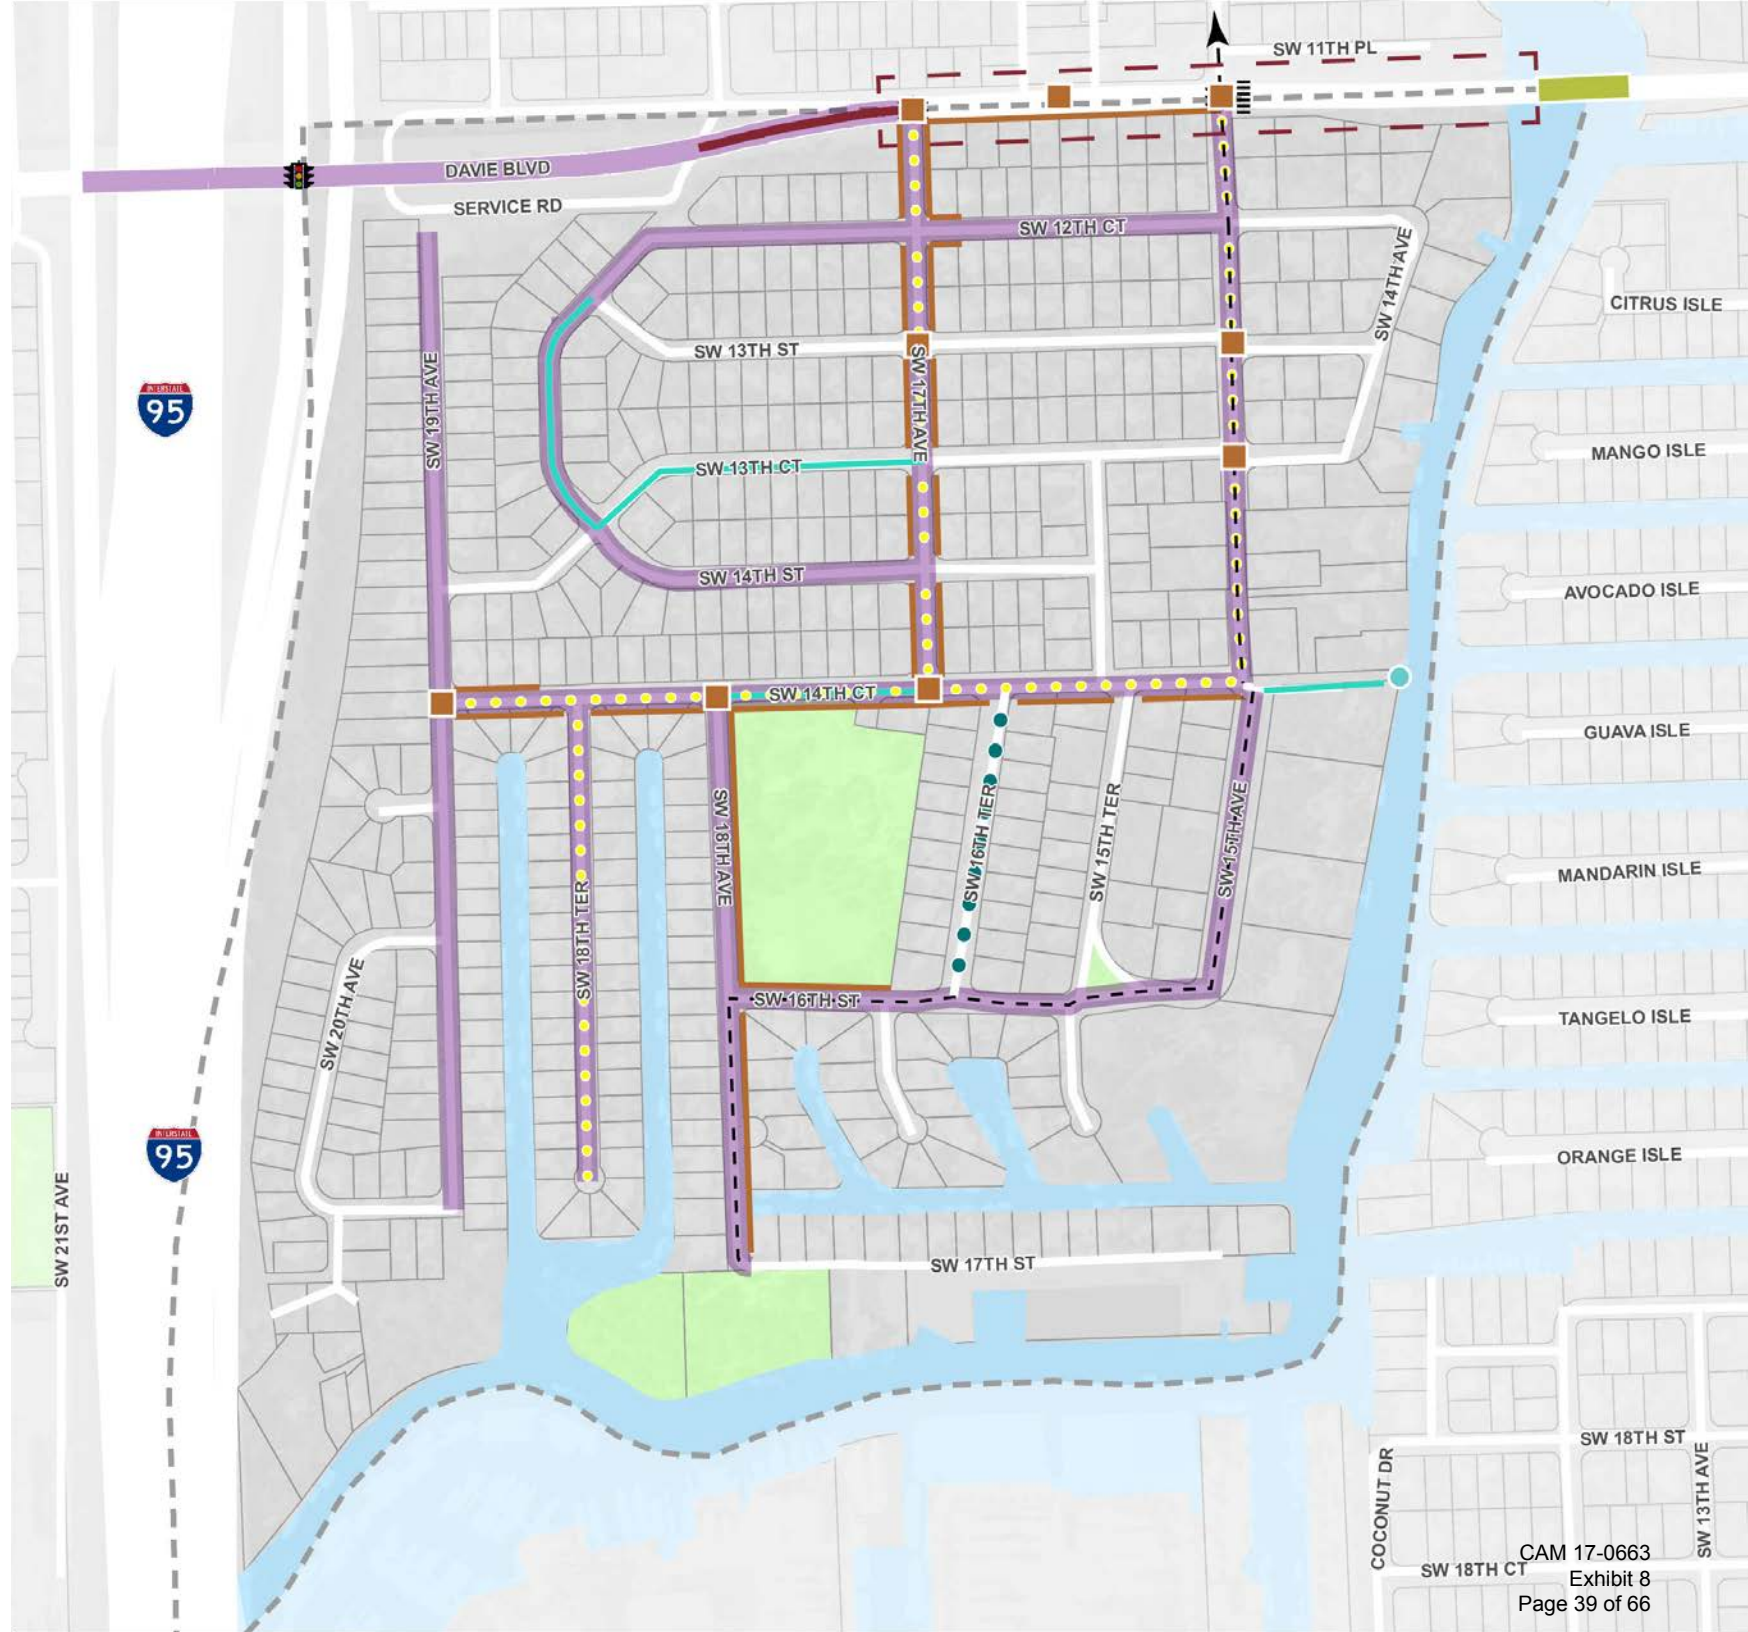 SW 11TH PL
DAVIE BLVD
SERVICE RD
SW 12TH CT
SW 14TH AVE
CITRUS ISLE
SW 13TH ST
SW 17TH AVE
SW 19TH AVE
INTERSTATE
95
MANGO ISLE
SW 13TH CT
SW 14TH ST
AVOCADO ISLE
SW 14TH CT
GUAVA ISLE
SW 18TH AVE
SW 16TH TER
SW 15TH TER
SW 15TH AVE
MANDARIN ISLE
SW 18TH TER
SW 16TH ST
SW 20TH AVE
TANGELO ISLE
INTERSTATE
95
ORANGE ISLE
SW 21ST AVE
SW 17TH ST
SW 18TH ST
COCONUT DR
SW 13TH AVE
SW 18TH CT
CAM 17-0663
Exhibit 8
Page 39 of 66